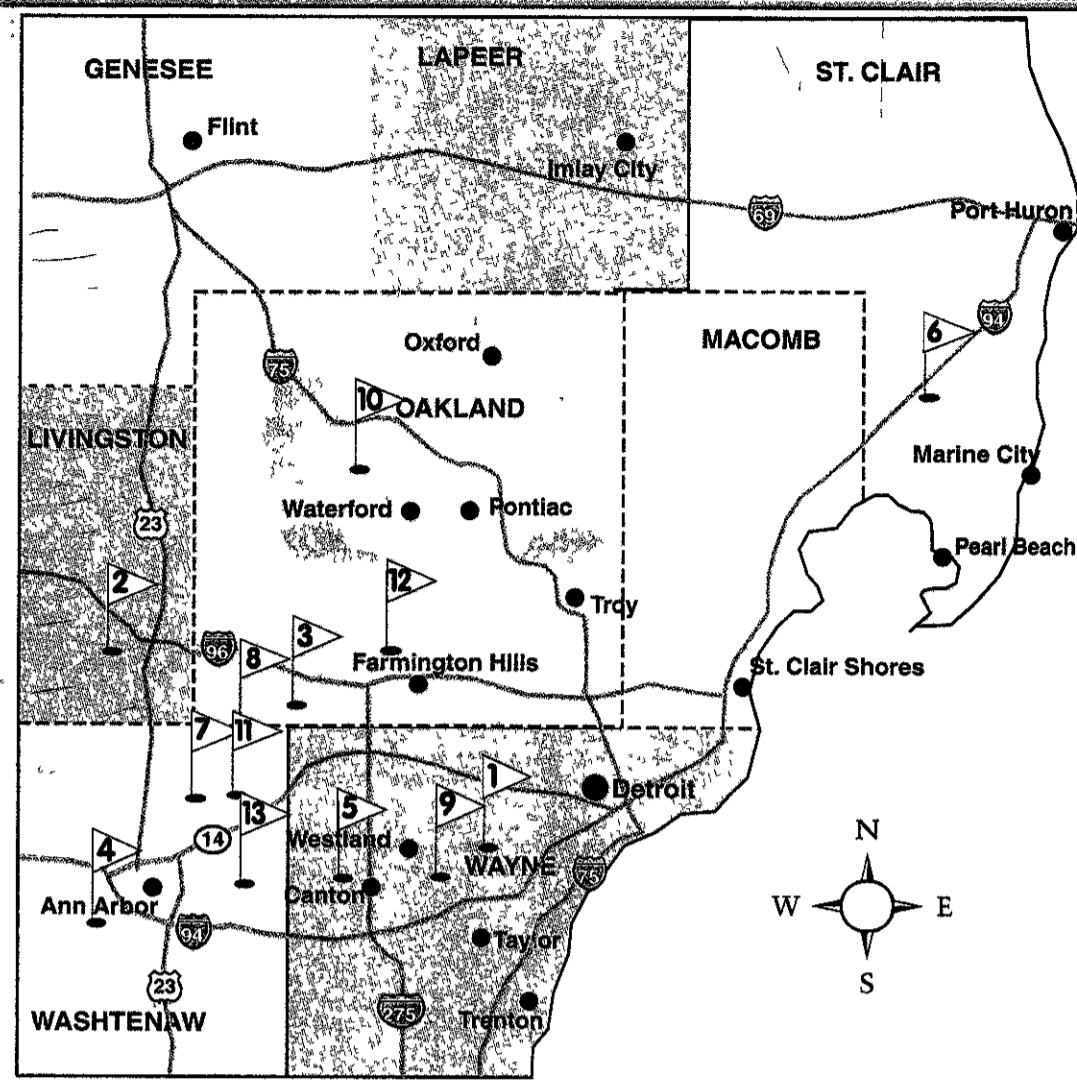 GENESEE
LAPEER
ST. CLAIR
Flint
Imlay City
69
Port Huron
94
6
MACOMB
Oxford
75
10
OAKLAND
LIVINGSTON
Marine City
23
Waterford
Pontiac
Pearl Beach
2
12
Troy
96
8
3
Farmington Hills
St. Clair Shores
7
11
1
Detroit
13
5
9
14
Westland
4
WAYNE
75
N
Ann Arbor
Canton
W
E
94
Taylor
S
23
275
Trenton
WASHTENAW